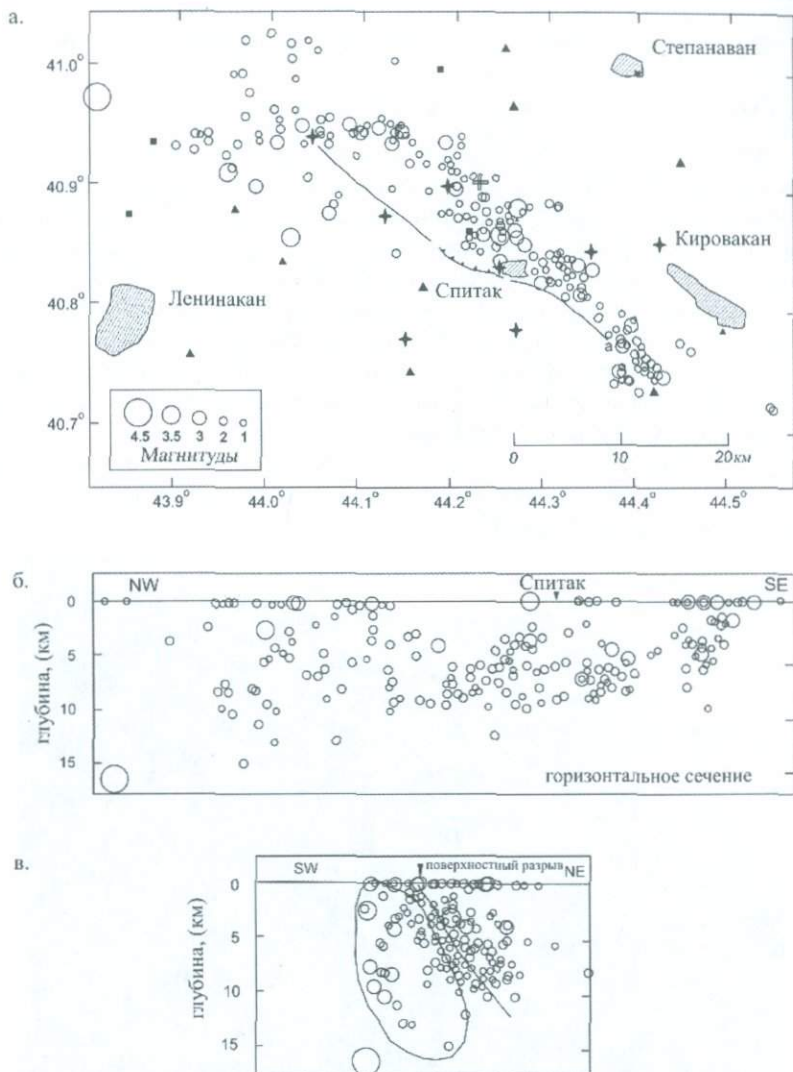 а.
Степанаван
41.0°
40.9°
Кировакан
Ленинакан
Спитак
40.8°
a
4.5 3.5 3 2 1
Магнитуды
40.7°
0 10 20км
43.9° 44.0° 44.1° 44.2° 44.3° 44.4° 44.5°
б.
NW Спитак SE
0
5
10
15
глубина, (км)
горизонтальное сечение
в.
SW поверхностный разрыв NE
0
5
10
15
глубина, (км)